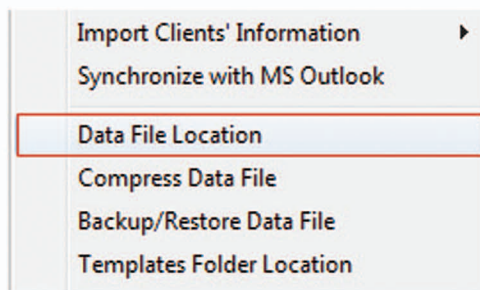 Import Clients' Information
Synchronize with MS Outlook
Data File Location
Compress Data File
Backup/Restore Data File
Templates Folder Location